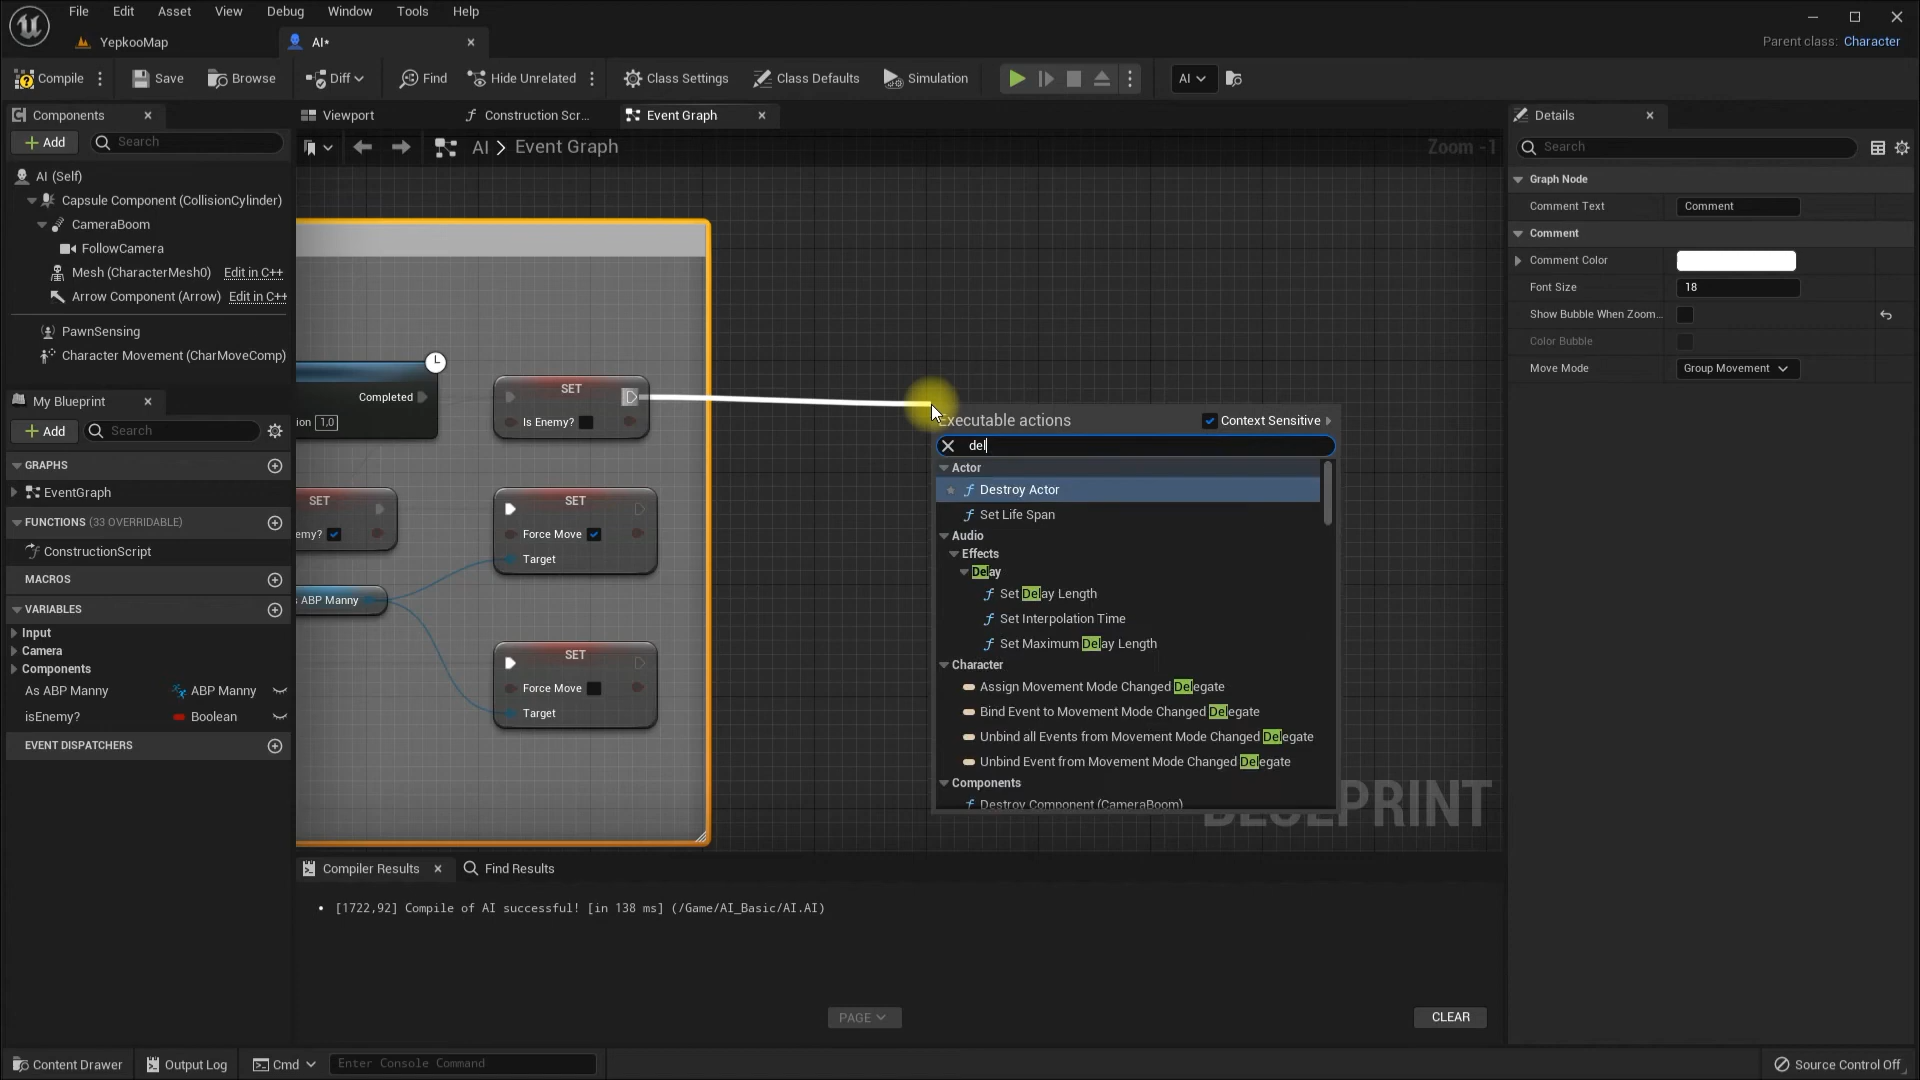 File Edit Asset View Debug Window Tools Help
YepkooMap
AI*
Parent class: Character
Compile Save Browse Diff Find Hide Unrelated Class Settings Class Defaults Simulation AI
Components
Viewport
Construction Scr...
Event Graph
Details
Add
Search
AI > Event Graph
Zoom -1
Search
AI (Self)
Capsule Component (CollisionCylinder)
CameraBoom
FollowCamera
Mesh (CharacterMesh0) Edit in C++
Arrow Component (Arrow) Edit in C++
PawnSensing
Character Movement (CharMoveComp)
My Blueprint
Add
Search
GRAPHS
EventGraph
FUNCTIONS (33 OVERRIDABLE)
ConstructionScript
MACROS
VARIABLES
Input
Camera
Components
As ABP Manny ABP Manny
isEnemy? Boolean
EVENT DISPATCHERS
Completed
ion 1,0
SET
Is Enemy?
SET
emy?
SET
Force Move
Target
s ABP Manny
SET
Force Move
Target
Executable actions
Context Sensitive
del
Actor
Destroy Actor
Set Life Span
Audio
Effects
Delay
Set Delay Length
Set Interpolation Time
Set Maximum Delay Length
Character
Assign Movement Mode Changed Delegate
Bind Event to Movement Mode Changed Delegate
Unbind all Events from Movement Mode Changed Delegate
Unbind Event from Movement Mode Changed Delegate
Components
Destroy Component (CameraBoom)
BLUEPRINT
Graph Node
Comment Text Comment
Comment
Comment Color
Font Size 18
Show Bubble When Zoom...
Color Bubble
Move Mode Group Movement
Compiler Results
Find Results
[1722,92] Compile of AI successful! [in 138 ms] (/Game/AI_Basic/AI.AI)
PAGE
CLEAR
Content Drawer Output Log Cmd Enter Console Command
Source Control Off